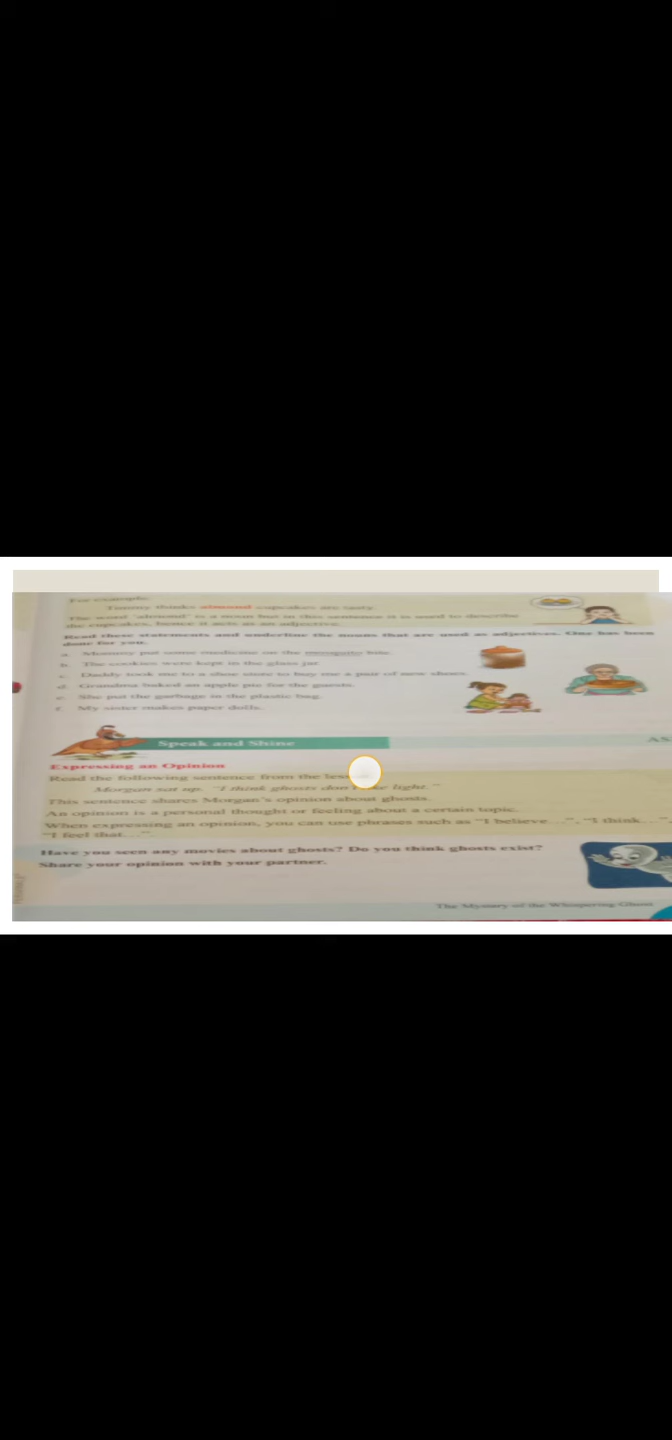 For example:
Tommy thinks almond cupcakes are tasty.
The word 'almond' is a noun but in this sentence it is used to describe
the cupcakes, hence it acts as an adjective.
Read these statements and underline the nouns that are used as adjectives. One has been
done for you.
a. Mummy put some medicine on the mosquito bite.
b. The cookies were kept in the glass jar.
c. Daddy took me to a shoe store to buy me a pair of new shoes.
d. Grandma baked an apple pie for the guests.
e. She put the garbage in the plastic bag.
f. My sister makes paper dolls.
Speak and Shine
Expressing an Opinion
Read the following sentence from the
Morgan sat up. "I think ghosts don't like light."
This sentence shares Morgan's opinion about ghosts.
An opinion is a personal thought or feeling about a certain topic.
When expressing an opinion, you can use phrases such as "I believe...", "I think...",
"I feel that...".
Have you seen any movies about ghosts? Do you think ghosts exist?
Share your opinion with your partner.
The Mystery of the Whispering Ghost